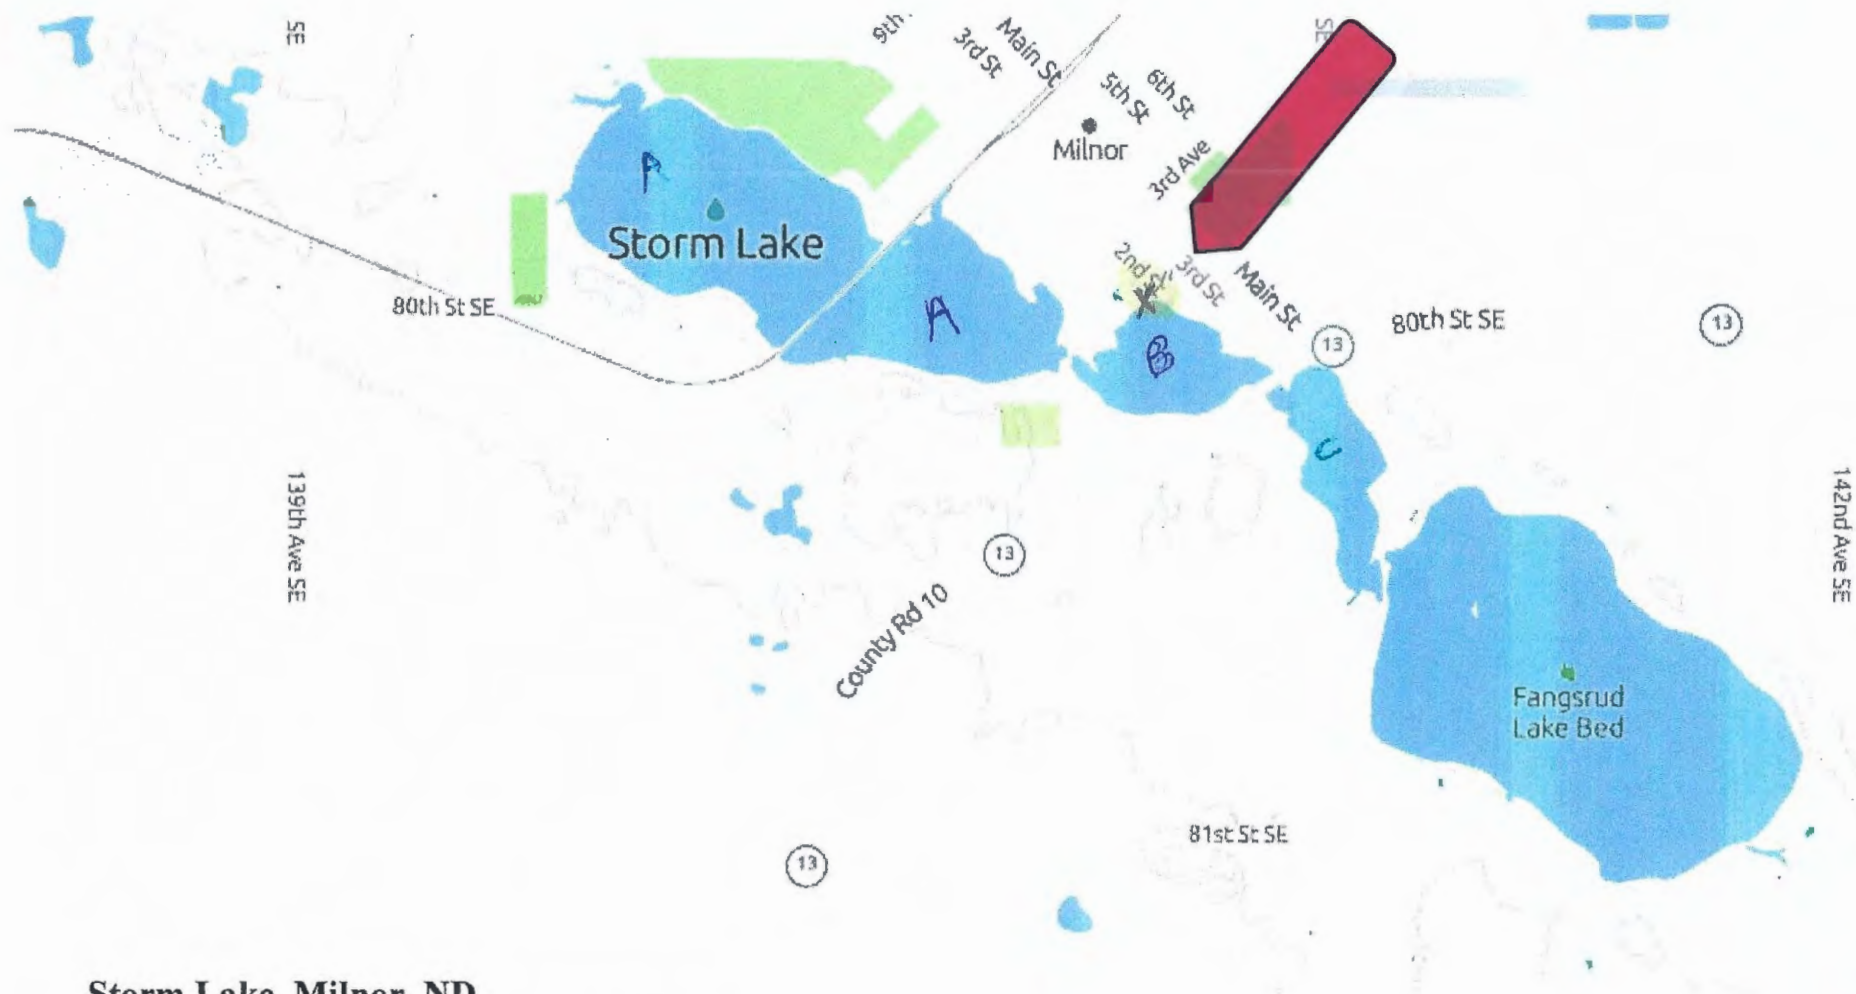 SE
9th
3rd St
Main St
SE
6th St
5th St
Milnor
3rd Ave
A
Storm Lake
80th St SE
A
2nd St
X
3rd St
Main St
13
80th St SE
13
B
C
139th Ave SE
142nd Ave SE
13
County Rd 10
Fangsrud
Lake Bed
81st St SE
13
Storm Lake, Milnor, ND